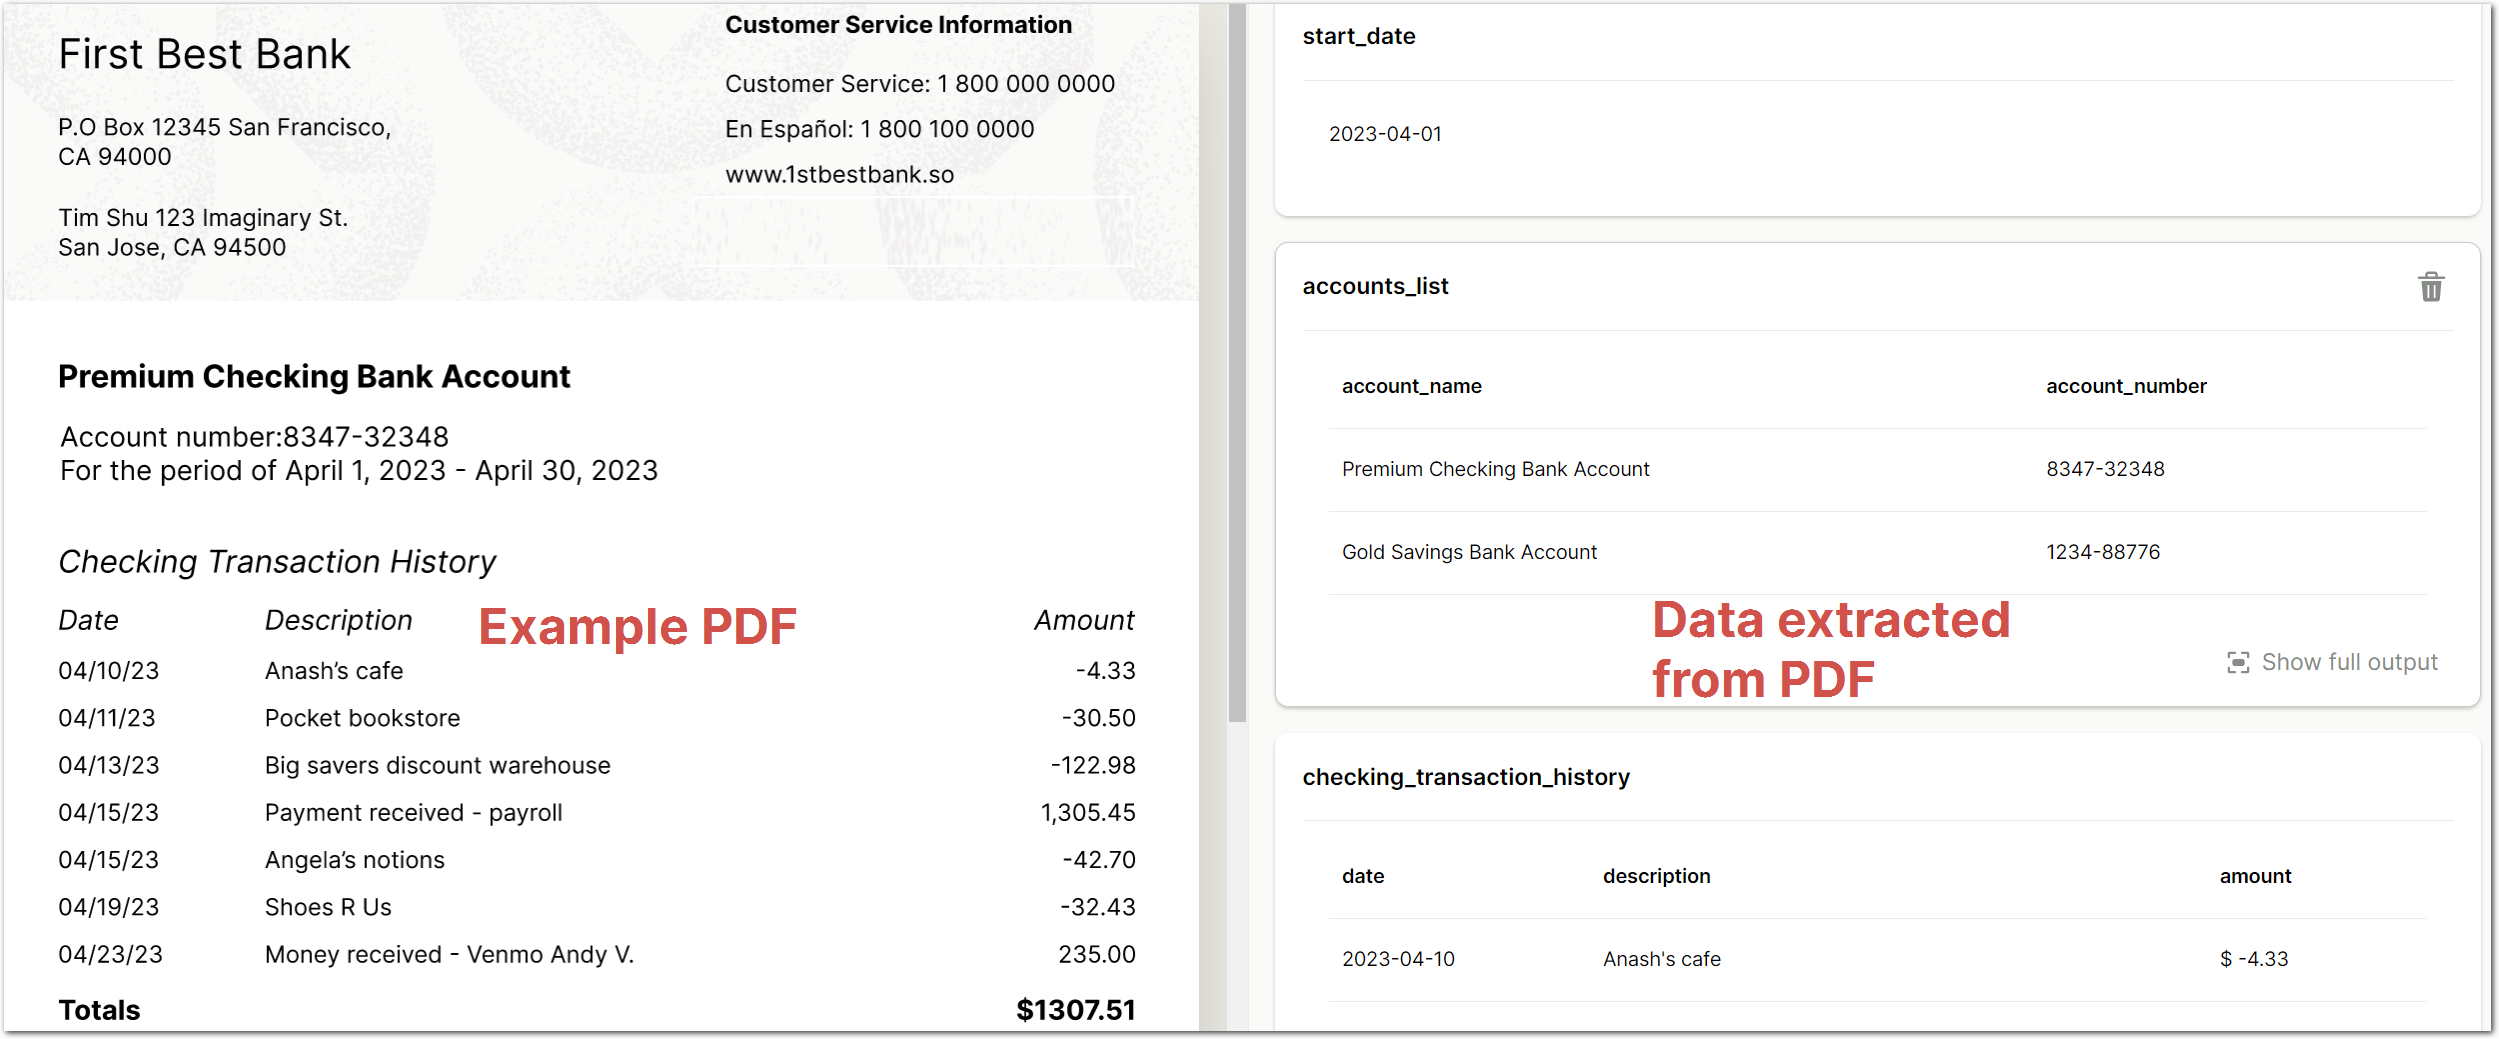 First Best Bank
P.O Box 12345 San Francisco,
CA 94000
Tim Shu 123 Imaginary St.
San Jose, CA 94500
Customer Service Information
Customer Service: 1 800 000 0000
En Español: 1 800 100 0000
www.1stbestbank.so
Premium Checking Bank Account
Account number:8347-32348
For the period of April 1, 2023 - April 30, 2023
Checking Transaction History
Date Description Amount
Example PDF
04/10/23 Anash’s cafe -4.33
04/11/23 Pocket bookstore -30.50
04/13/23 Big savers discount warehouse -122.98
04/15/23 Payment received - payroll 1,305.45
04/15/23 Angela’s notions -42.70
04/19/23 Shoes R Us -32.43
04/23/23 Money received - Venmo Andy V. 235.00
Totals $1307.51
start_date
2023-04-01
accounts_list
account_name account_number
Premium Checking Bank Account 8347-32348
Gold Savings Bank Account 1234-88776
Data extracted
from PDF
Show full output
checking_transaction_history
date description amount
2023-04-10 Anash's cafe $ -4.33